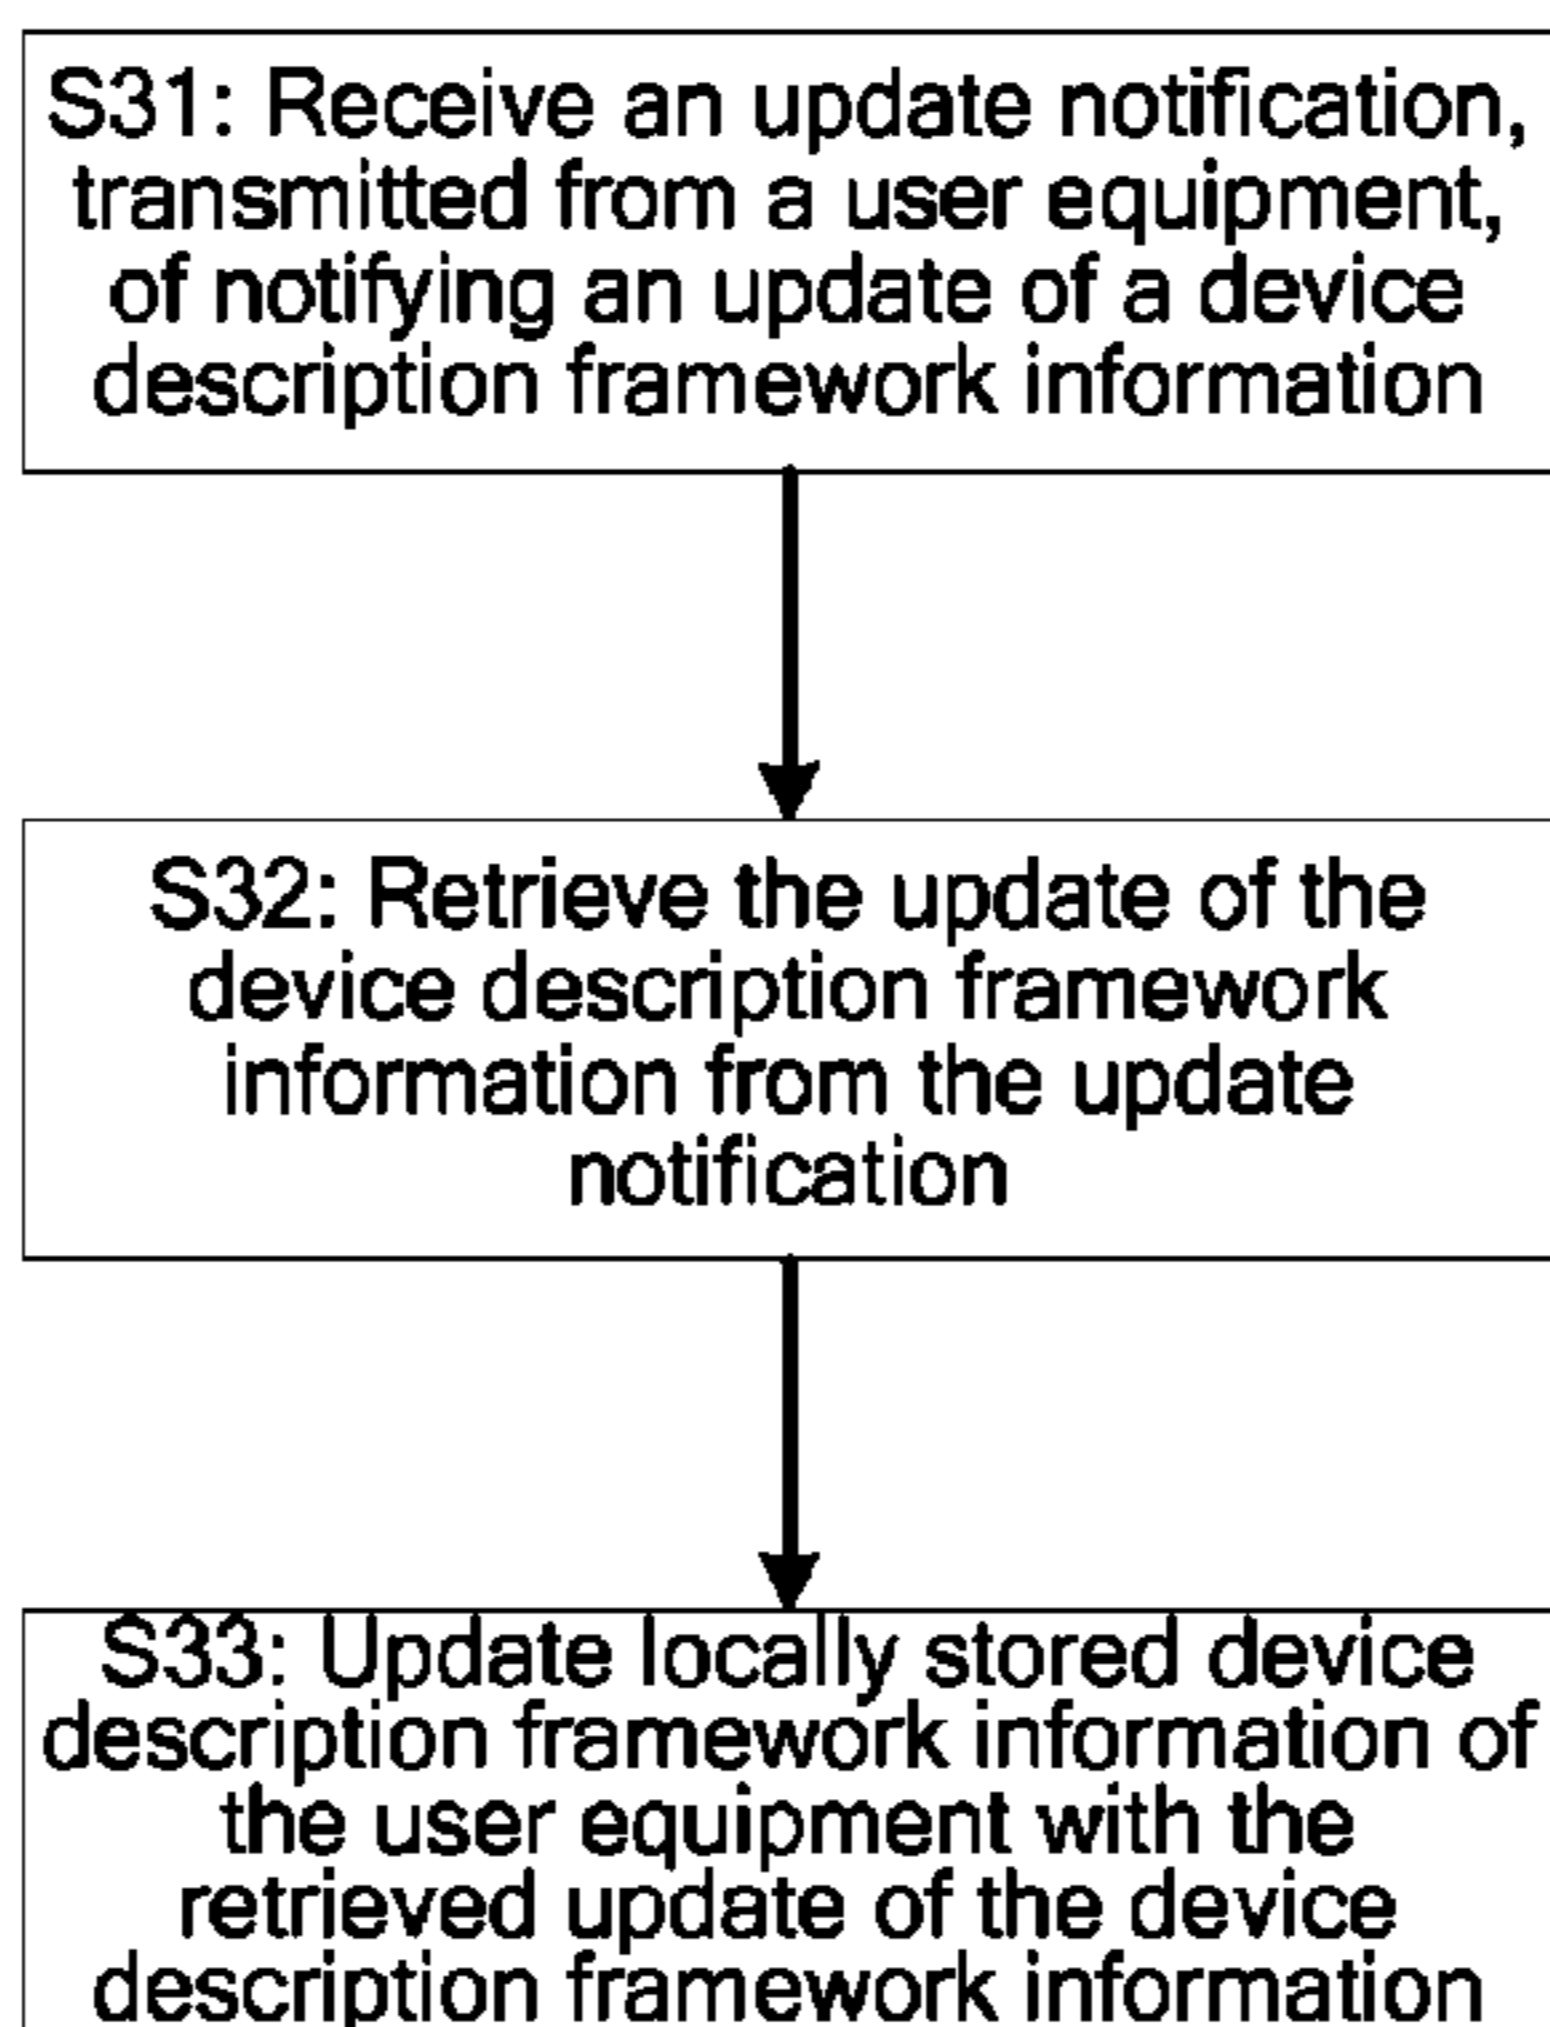 S31: Receive an update notification,
transmitted from a user equipment,
of notifying an update of a device
description framework information
S32: Retrieve the update of the
device description framework
information from the update
notification
S33: Update locally stored device
description framework information of
the user equipment with the
retrieved update of the device
description framework information